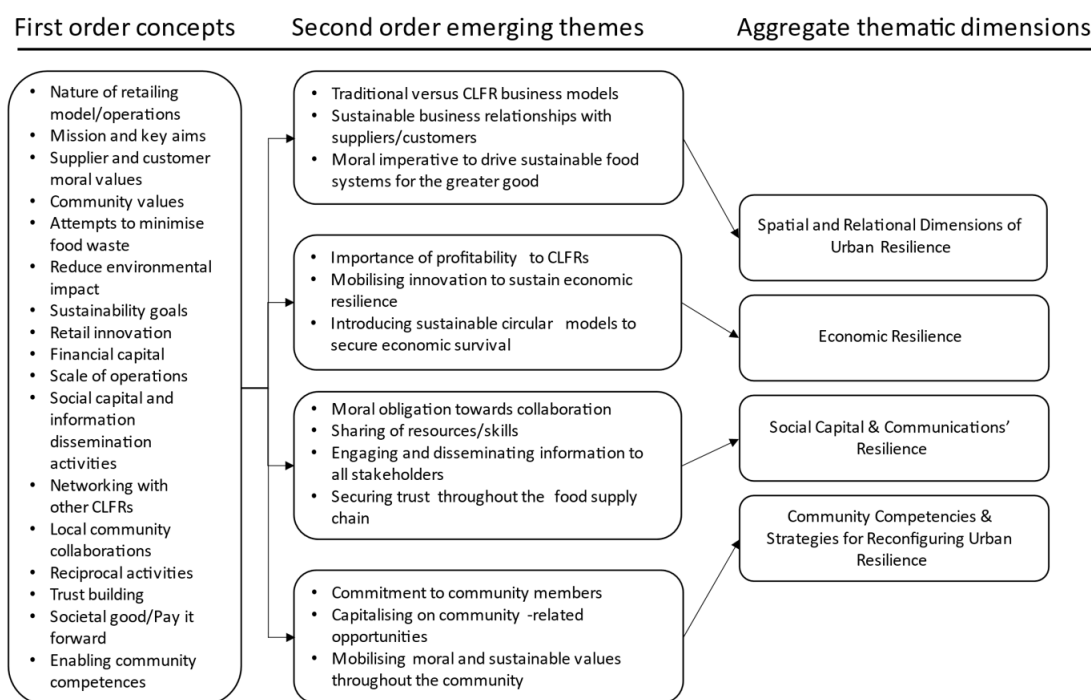 First order concepts
Second order emerging themes
Aggregate thematic dimensions
• Nature of retailing
model/operations
• Mission and key aims
• Supplier and customer
moral values
• Community values
• Attempts to minimise
food waste
• Reduce environmental
impact
• Sustainability goals
• Retail innovation
• Financial capital
• Scale of operations
• Social capital and
information
dissemination
activities
• Networking with
other CLFRs
• Local community
collaborations
• Reciprocal activities
• Trust building
• Societal good/Pay it
forward
• Enabling community
competences
• Traditional versus CLFR business models
• Sustainable business relationships with
suppliers/customers
• Moral imperative to drive sustainable food
systems for the greater good
• Importance of profitability to CLFRs
• Mobilising innovation to sustain economic
resilience
• Introducing sustainable circular models to
secure economic survival
• Moral obligation towards collaboration
• Sharing of resources/skills
• Engaging and disseminating information to
all stakeholders
• Securing trust throughout the food supply
chain
• Commitment to community members
• Capitalising on community -related
opportunities
• Mobilising moral and sustainable values
throughout the community
Spatial and Relational Dimensions of
Urban Resilience
Economic Resilience
Social Capital & Communications’
Resilience
Community Competencies &
Strategies for Reconfiguring Urban
Resilience